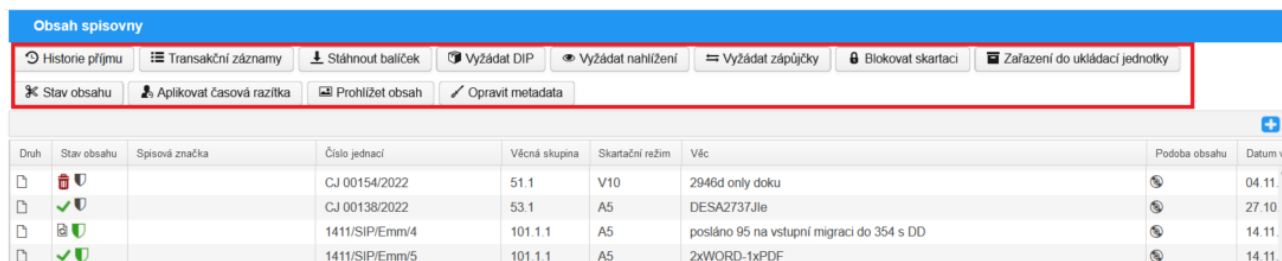 Obsah spisovny
Historie příjmu Transakční záznamy Stáhnout balíček Vyžádat DIP Vyžádat nahlížení Vyžádat zápůjčky Blokovat skartaci Zařazení do ukládací jednotky
Stav obsahu Aplikovat časová razítka Prohlížet obsah Opravit metadata
Druh Stav obsahu Spisová značka Číslo jednací Věcná skupina Skartační režim Věc Podoba obsahu Datum v
CJ 00154/2022 51.1 V10 2946d only doku 04.11.
CJ 00138/2022 53.1 A5 DESA2737JIe 27.10.
1411/SIP/Emm/4 101.1.1 A5 posláno 95 na vstupní migraci do 354 s DD 14.11.
1411/SIP/Emm/5 101.1.1 A5 2xWORD-1xPDF 14.11.